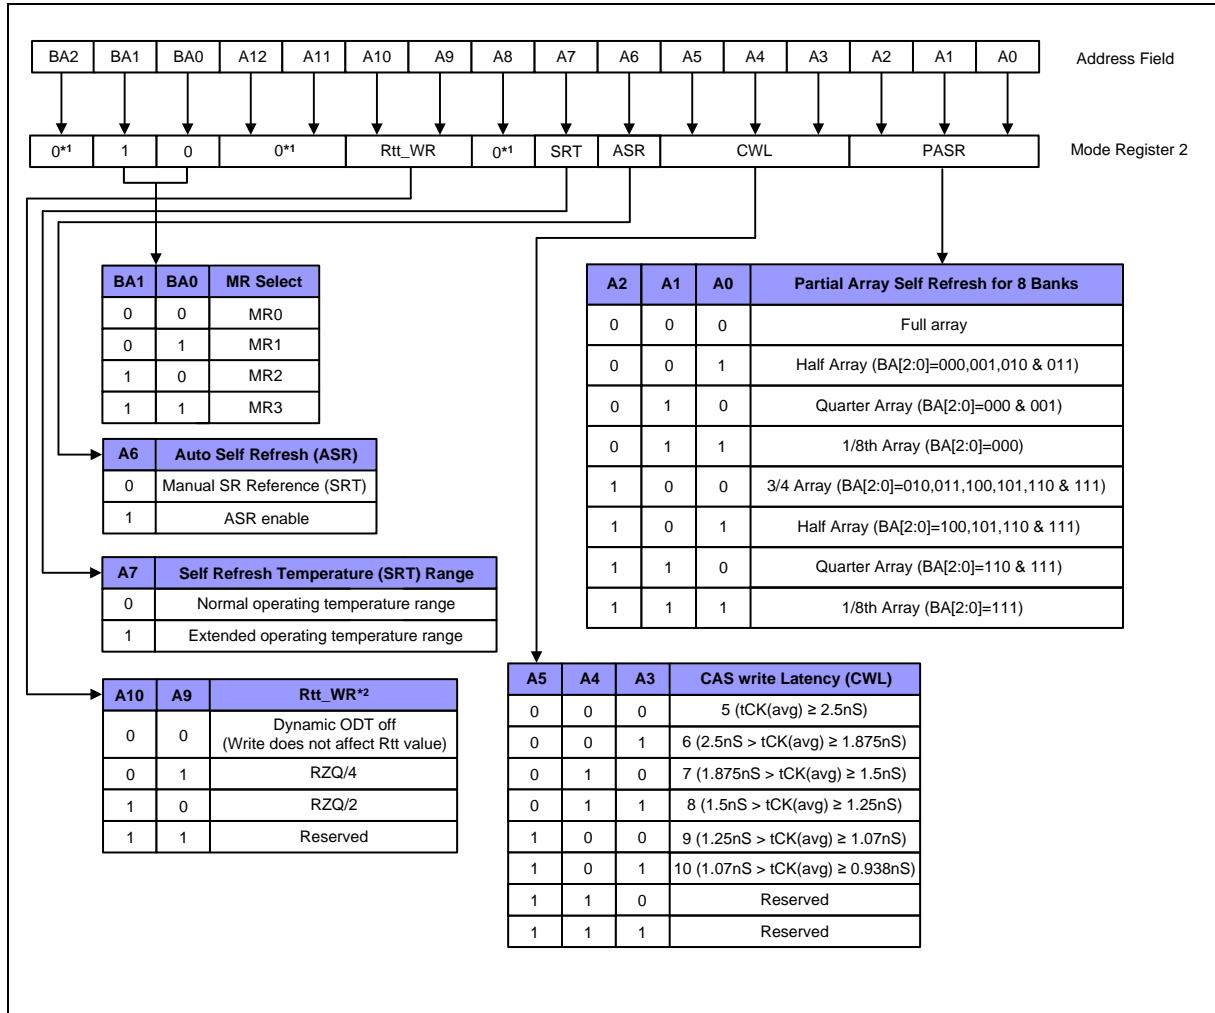 BA2 BA1 BA0 A12 A11 A10 A9 A8 A7 A6 A5 A4 A3 A2 A1 A0 Address Field
0*1 1 0 0*1 Rtt_WR 0*1 SRT ASR CWL PASR Mode Register 2
BA1 BA0 MR Select
0 0 MR0
0 1 MR1
1 0 MR2
1 1 MR3
A6 Auto Self Refresh (ASR)
0 Manual SR Reference (SRT)
1 ASR enable
A7 Self Refresh Temperature (SRT) Range
0 Normal operating temperature range
1 Extended operating temperature range
A10 A9 Rtt_WR*2
0 0 Dynamic ODT off
(Write does not affect Rtt value)
0 1 RZQ/4
1 0 RZQ/2
1 1 Reserved
A2 A1 A0 Partial Array Self Refresh for 8 Banks
0 0 0 Full array
0 0 1 Half Array (BA[2:0]=000,001,010 & 011)
0 1 0 Quarter Array (BA[2:0]=000 & 001)
0 1 1 1/8th Array (BA[2:0]=000)
1 0 0 3/4 Array (BA[2:0]=010,011,100,101,110 & 111)
1 0 1 Half Array (BA[2:0]=100,101,110 & 111)
1 1 0 Quarter Array (BA[2:0]=110 & 111)
1 1 1 1/8th Array (BA[2:0]=111)
A5 A4 A3 CAS write Latency (CWL)
0 0 0 5 (tCK(avg) ≥ 2.5nS)
0 0 1 6 (2.5nS > tCK(avg) ≥ 1.875nS)
0 1 0 7 (1.875nS > tCK(avg) ≥ 1.5nS)
0 1 1 8 (1.5nS > tCK(avg) ≥ 1.25nS)
1 0 0 9 (1.25nS > tCK(avg) ≥ 1.07nS)
1 0 1 10 (1.07nS > tCK(avg) ≥ 0.938nS)
1 1 0 Reserved
1 1 1 Reserved